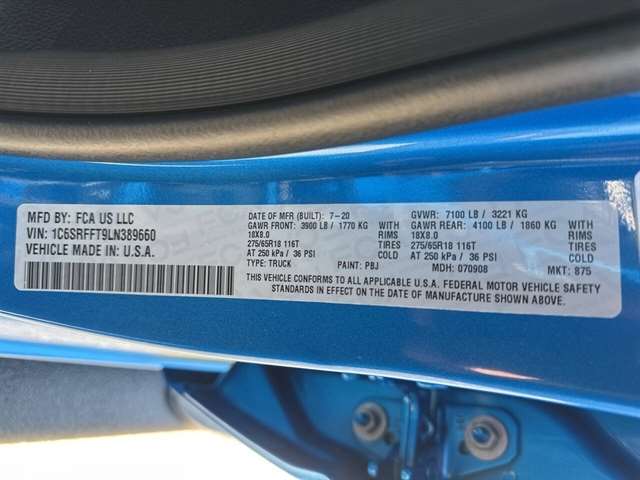 MFD BY: FCA US LLC
VIN: 1C6SRFFT9LN389660
VEHICLE MADE IN: U.S.A.
DATE OF MFR (BUILT): 7-20
GAWR FRONT: 3900 LB / 1770 KG WITH
18X8.0 RIMS
275/65R18 116T TIRES
AT 250 kPa / 36 PSI COLD
TYPE: TRUCK PAINT: PBJ
GVWR: 7100 LB / 3221 KG
GAWR REAR: 4100 LB / 1860 KG WITH
18X8.0 RIMS
275/65R18 116T TIRES
AT 250 kPa / 36 PSI COLD
MDH: 070908 MKT: 875
THIS VEHICLE CONFORMS TO ALL APPLICABLE U.S.A. FEDERAL MOTOR VEHICLE SAFETY
STANDARDS IN EFFECT ON THE DATE OF MANUFACTURE SHOWN ABOVE.